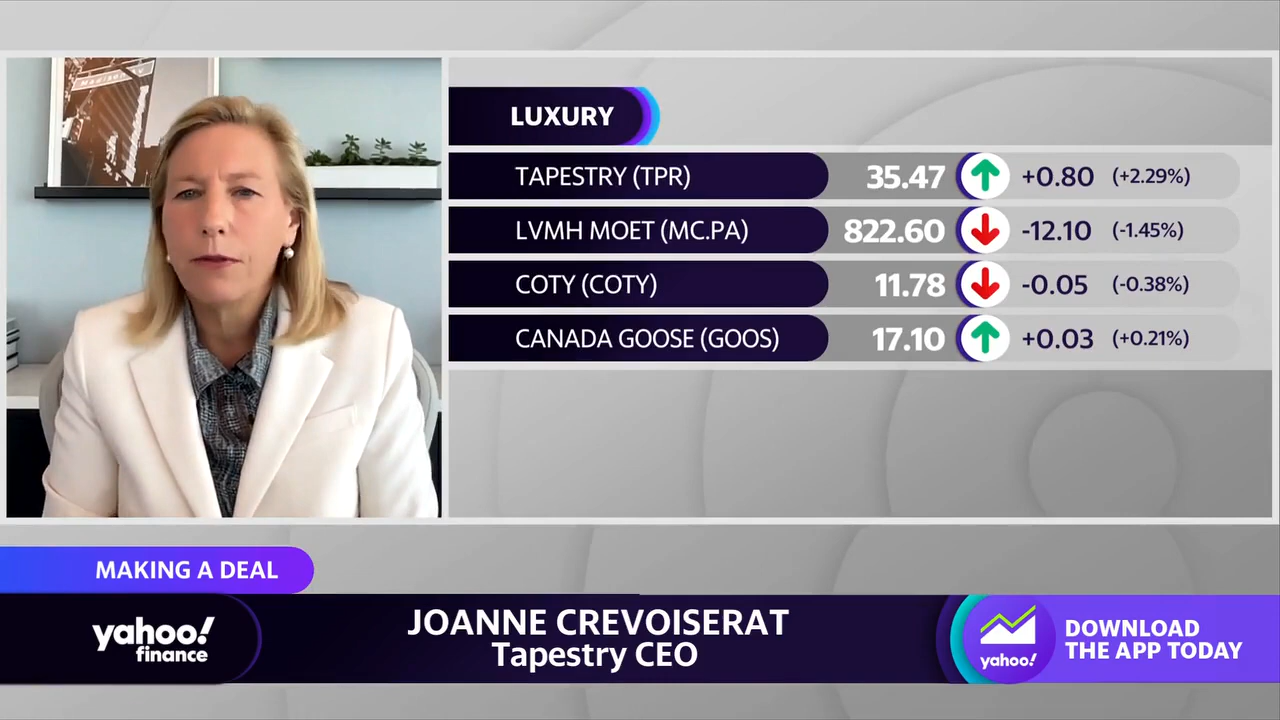 MADISON
LUXURY
TAPESTRY (TPR) 35.47 +0.80 (+2.29%)
LVMH MOET (MC.PA) 822.60 -12.10 (-1.45%)
COTY (COTY) 11.78 -0.05 (-0.38%)
CANADA GOOSE (GOOS) 17.10 +0.03 (+0.21%)
MAKING A DEAL
yahoo!
finance
JOANNE CREVOISERAT
Tapestry CEO
yahoo!
DOWNLOAD
THE APP TODAY